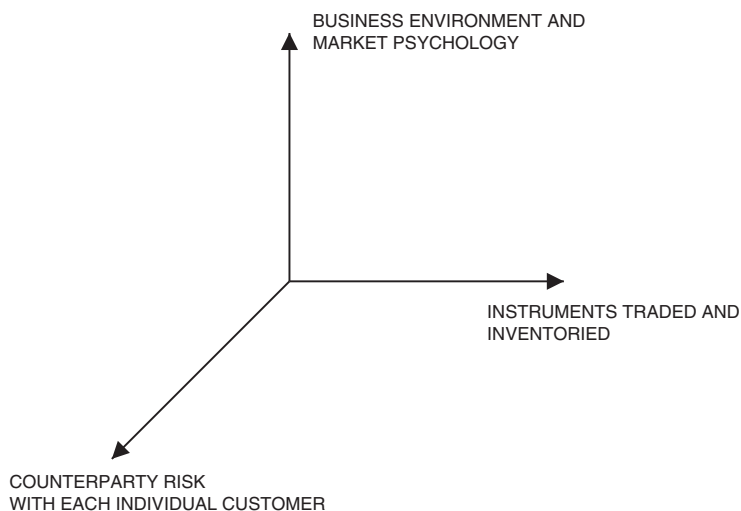 BUSINESS ENVIRONMENT AND
MARKET PSYCHOLOGY
INSTRUMENTS TRADED AND
INVENTORIED
COUNTERPARTY RISK
WITH EACH INDIVIDUAL CUSTOMER